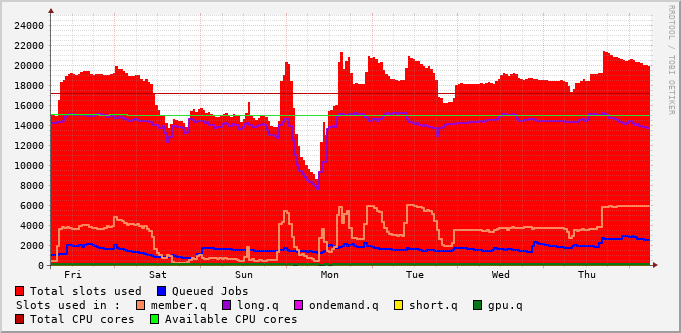 RRDTOOL / TOBI OETIKER
24000
22000
20000
18000
16000
14000
12000
10000
8000
6000
4000
2000
0
Fri Sat Sun Mon Tue Wed Thu
Total slots used Queued Jobs
Slots used in : member.q long.q ondemand.q short.q gpu.q
Total CPU cores Available CPU cores